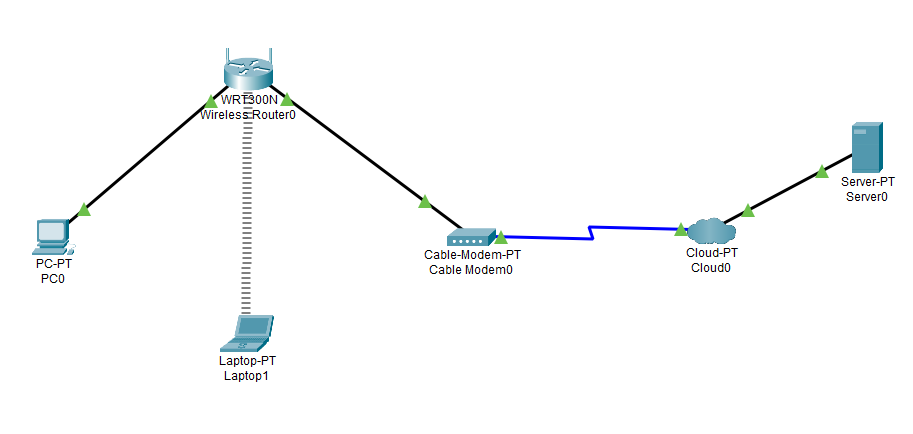 WRT300N
Wireless Router0
Server-PT
Server0
Cable-Modem-PT
Cable Modem0
Cloud-PT
Cloud0
PC-PT
PC0
Laptop-PT
Laptop1